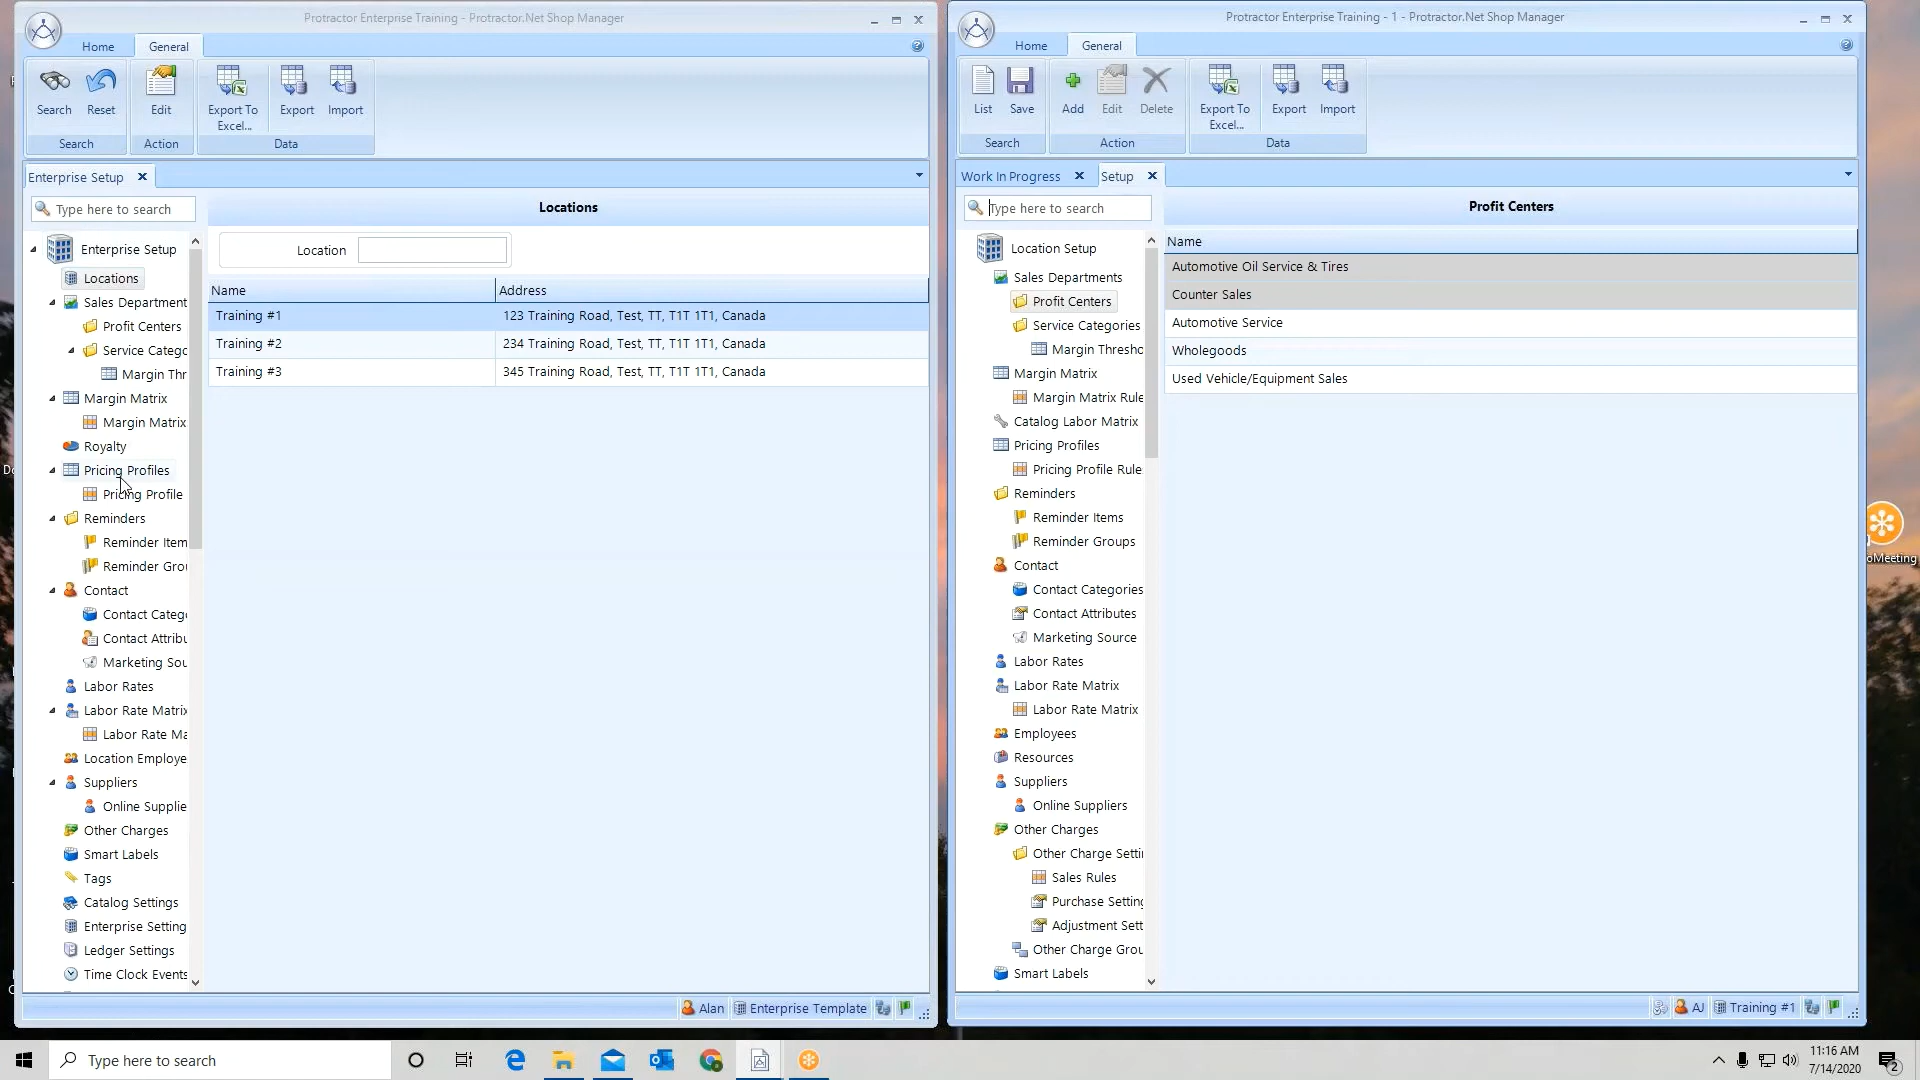 Protractor Enterprise Training - Protractor.Net Shop Manager
Home
General
Search
Reset
Edit
Export To
Excel...
Export
Import
Search
Action
Data
Enterprise Setup
Type here to search
Enterprise Setup
Locations
Sales Department
Profit Centers
Service Catego
Margin Thr
Margin Matrix
Margin Matrix
Royalty
Pricing Profiles
Pricing Profile
Reminders
Reminder Item
Reminder Grou
Contact
Contact Catego
Contact Attribu
Marketing Sou
Labor Rates
Labor Rate Matrix
Labor Rate Ma
Location Employe
Suppliers
Online Supplie
Other Charges
Smart Labels
Tags
Catalog Settings
Enterprise Setting
Ledger Settings
Time Clock Events
Locations
Location
Name Address
Training #1 123 Training Road, Test, TT, T1T 1T1, Canada
Training #2 234 Training Road, Test, TT, T1T 1T1, Canada
Training #3 345 Training Road, Test, TT, T1T 1T1, Canada
Alan Enterprise Template
Protractor Enterprise Training - 1 - Protractor.Net Shop Manager
Home
General
List
Save
Add
Edit
Delete
Export To
Excel...
Export
Import
Search
Action
Data
Work In Progress
Setup
Type here to search
Location Setup
Sales Departments
Profit Centers
Service Categories
Margin Thresho
Margin Matrix
Margin Matrix Rule
Catalog Labor Matrix
Pricing Profiles
Pricing Profile Rule
Reminders
Reminder Items
Reminder Groups
Contact
Contact Categories
Contact Attributes
Marketing Source
Labor Rates
Labor Rate Matrix
Labor Rate Matrix
Employees
Resources
Suppliers
Online Suppliers
Other Charges
Other Charge Settin
Sales Rules
Purchase Setting
Adjustment Sett
Other Charge Grou
Smart Labels
Profit Centers
Name
Automotive Oil Service & Tires
Counter Sales
Automotive Service
Wholegoods
Used Vehicle/Equipment Sales
AJ Training #1
oMeeting
Type here to search
11:16 AM
7/14/2020
2